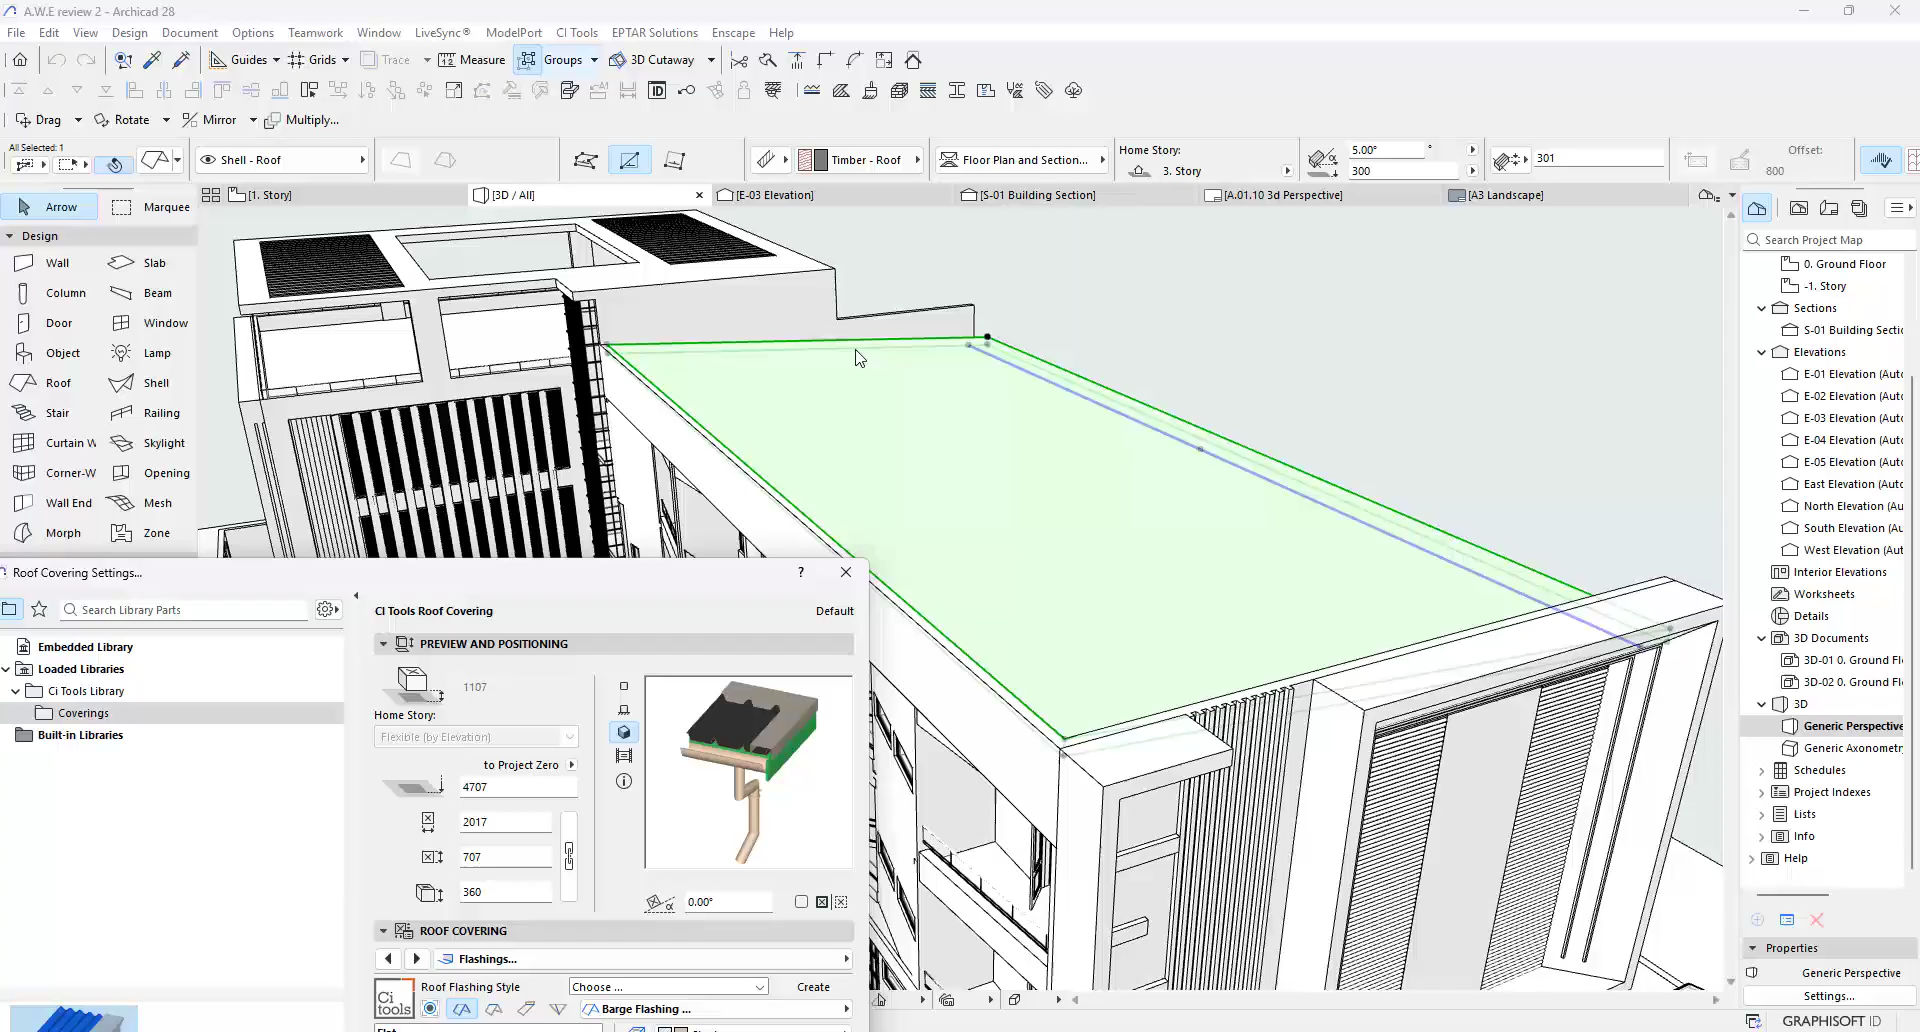 A.W.E review 2 - Archicad 28
File Edit View Design Document Options Teamwork Window LiveSync® ModelPort CI Tools EPTAR Solutions Enscape Help
Guides Grids Trace Measure Groups 3D Cutaway
Drag Rotate Mirror Multiply...
All Selected: 1
Shell - Roof
Timber - Roof
Floor Plan and Section...
Home Story:
3. Story
5.00° °
300
301
Offset:
800
[1. Story]
[3D / All]
[E-03 Elevation]
[S-01 Building Section]
[A.01.10 3d Perspective]
[A3 Landscape]
Arrow Marquee
Design
Wall Slab
Column Beam
Door Window
Object Lamp
Roof Shell
Stair Railing
Curtain W Skylight
Corner-W Opening
Wall End Mesh
Morph Zone
Search Project Map
0. Ground Floor
-1. Story
Sections
S-01 Building Sectio
Elevations
E-01 Elevation (Auto
E-02 Elevation (Auto
E-03 Elevation (Auto
E-04 Elevation (Auto
E-05 Elevation (Auto
East Elevation (Auto
North Elevation (Au
South Elevation (Au
West Elevation (Aut
Interior Elevations
Worksheets
Details
3D Documents
3D-01 0. Ground Fl
3D-02 0. Ground Fl
3D
Generic Perspective
Generic Axonometr
Schedules
Project Indexes
Lists
Info
Help
Properties
Generic Perspective
Settings...
GRAPHISOFT ID
Roof Covering Settings...
?
Search Library Parts
Embedded Library
Loaded Libraries
Ci Tools Library
Coverings
Built-in Libraries
CI Tools Roof Covering
Default
PREVIEW AND POSITIONING
1107
Home Story:
Flexible (by Elevation)
to Project Zero
4707
2017
707
360
0.00°
ROOF COVERING
Flashings...
Roof Flashing Style
Choose ...
Create
Ci tools
Barge Flashing ...